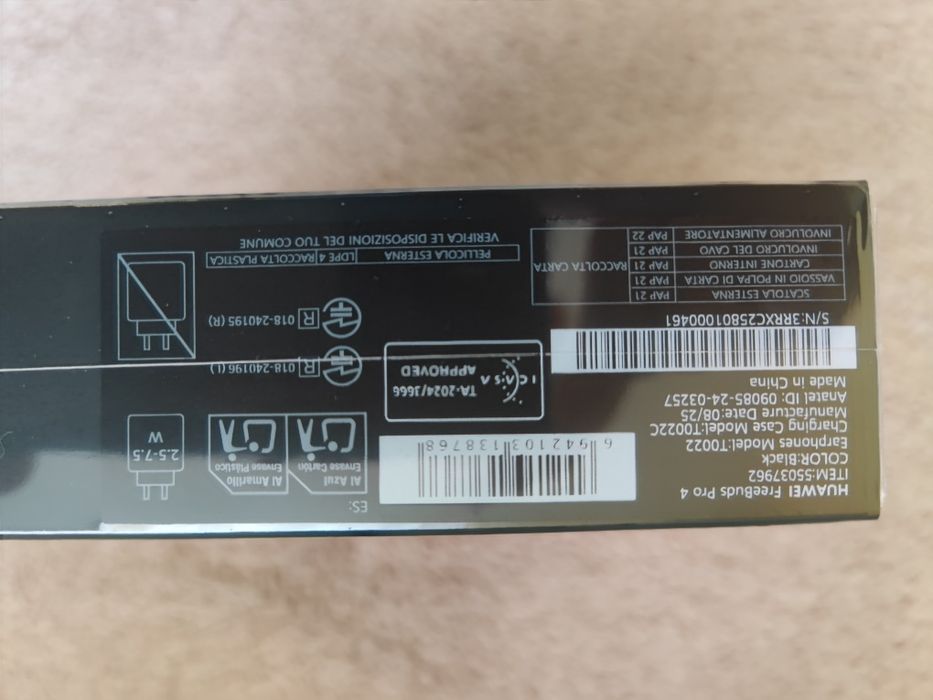 HUAWEI FreeBuds Pro 4
ITEM:55037962
COLOR:Black
Earphones Model:T0022
Charging Case Model:T0022C
Manufacture Date:08/25
Anatel ID: 09085-24-03257
Made in China
S/N:3RRXC25801000461
SCATOLA ESTERNA PAP 21
VASSOIO IN POLPA DI CARTA PAP 21
CARTONE INTERNO PAP 21
INVOLUCRO DEL CAVO PAP 21
INVOLUCRO ALIMENTATORE PAP 22
RACCOLTA CARTA
6 942103 138768
ICASA
TA-2024/3666
APPROVED
PELLICOLA ESTERNA LDPE 4 RACCOLTA PLASTICA
VERIFICA LE DISPOSIZIONI DEL TUO COMUNE
ES:
Al Azul
Envase Cartón
Al Amarillo
Envase Plástico
R 018-240196 (L)
R 018-240195 (R)
2.5-7.5
W